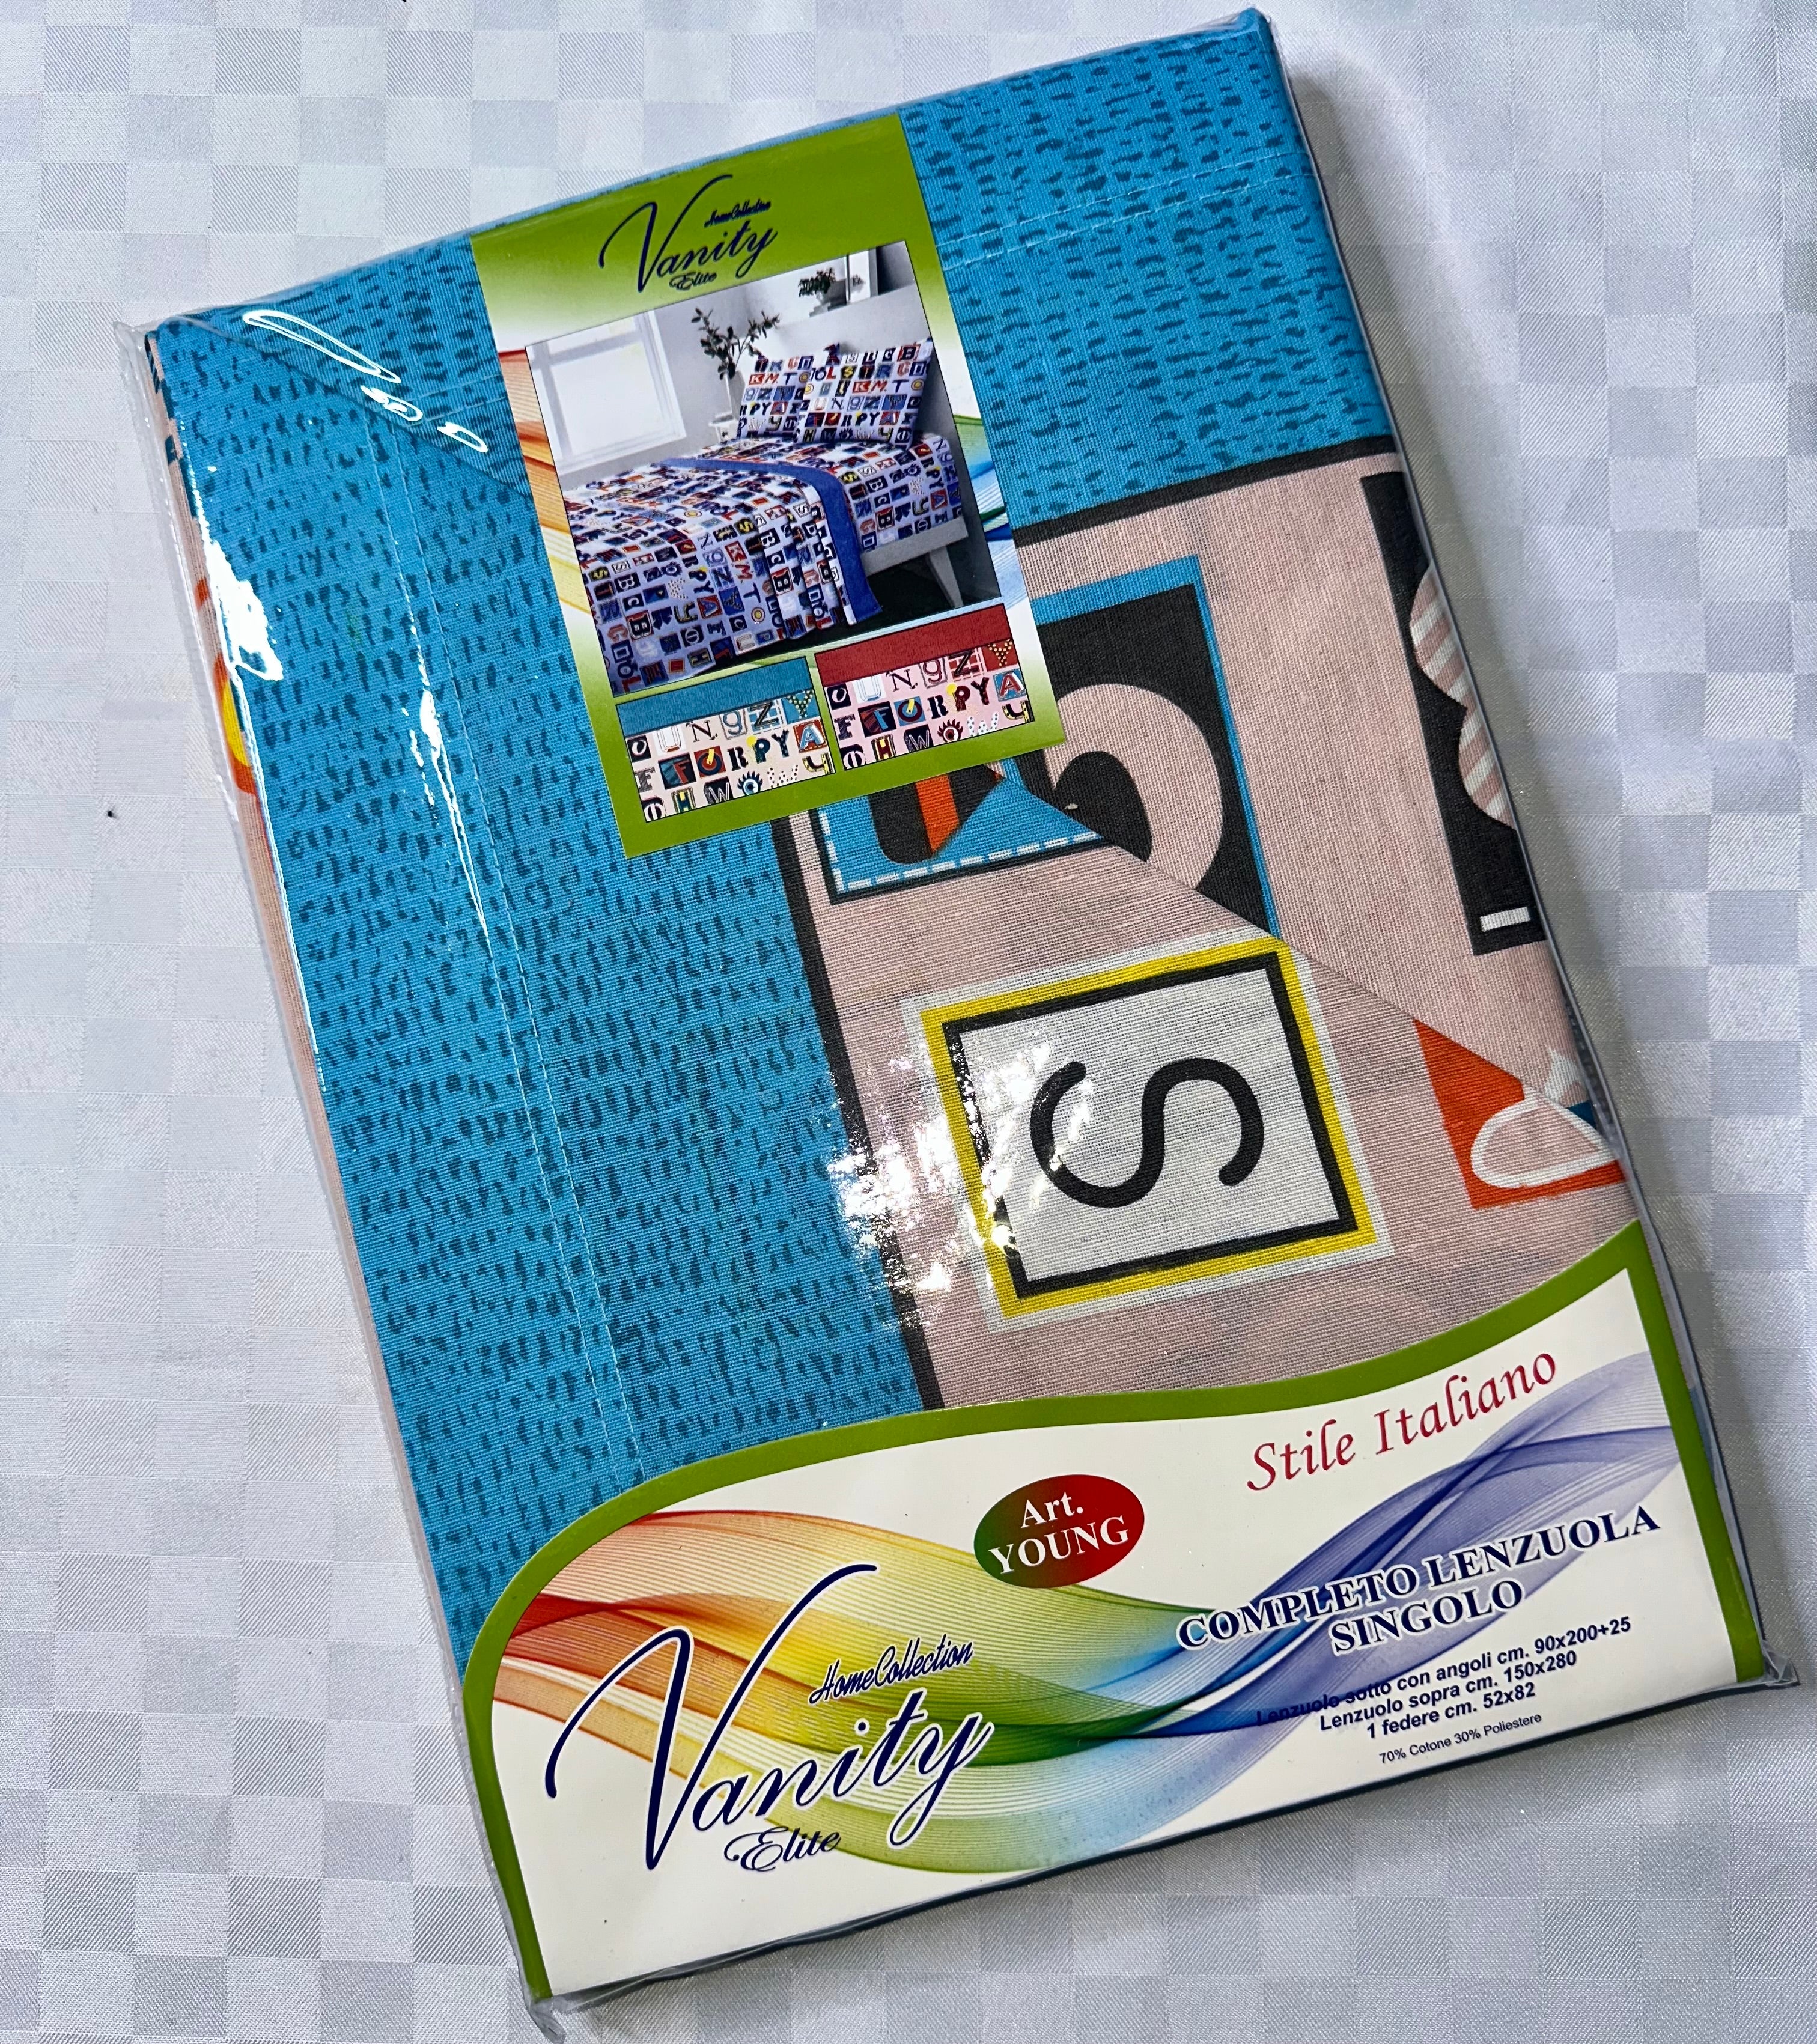 HomeCollection
Vanity
Elite
S
Stile Italiano
Art.
YOUNG
COMPLETO LENZUOLA
SINGOLO
Lenzuolo sotto con angoli cm. 90x200+25
Lenzuolo sopra cm. 150x280
1 federe cm. 52x82
70% Cotone 30% Poliestere
HomeCollection
Vanity
Elite